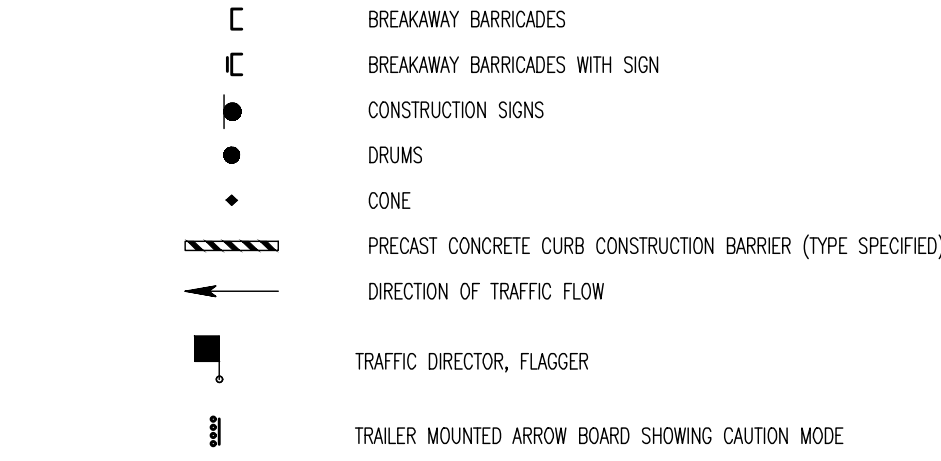 BREAKAWAY BARRICADES
BREAKAWAY BARRICADES WITH SIGN
CONSTRUCTION SIGNS
DRUMS
CONE
PRECAST CONCRETE CURB CONSTRUCTION BARRIER (TYPE SPECIFIED)
DIRECTION OF TRAFFIC FLOW
TRAFFIC DIRECTOR, FLAGGER
TRAILER MOUNTED ARROW BOARD SHOWING CAUTION MODE